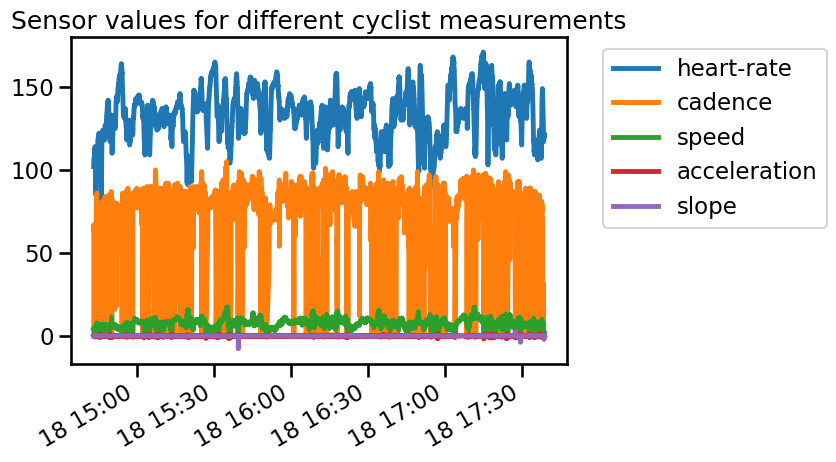 Sensor values for different cyclist measurements
150
100
50
0
18 15:00
18 15:30
18 16:00
18 16:30
18 17:00
18 17:30
heart-rate
cadence
speed
acceleration
slope